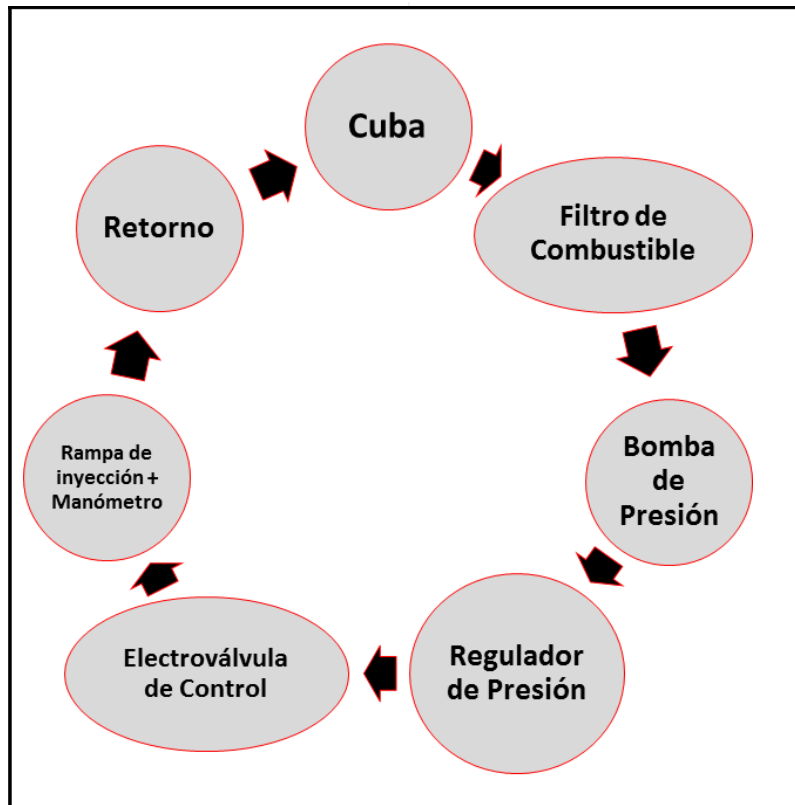 Cuba
Filtro de
Combustible
Bomba
de
Presión
Regulador
de Presión
Electroválvula
de Control
Rampa de
inyección +
Manómetro
Retorno